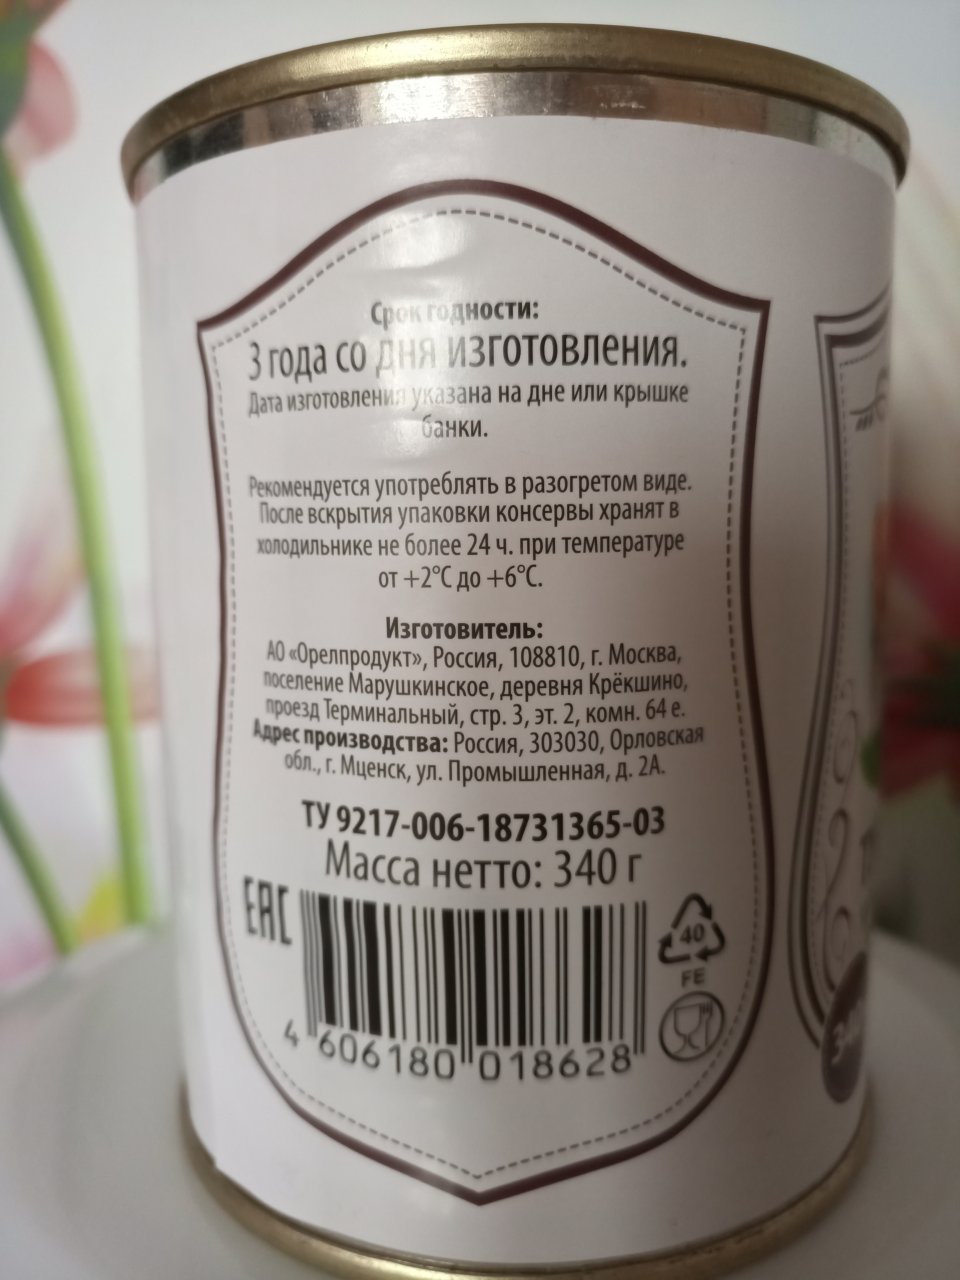 Срок годности:
3 года со дня изготовления.
Дата изготовления указана на дне или крышке
банки.
Рекомендуется употреблять в разогретом виде.
После вскрытия упаковки консервы хранят в
холодильнике не более 24 ч. при температуре
от +2°С до +6°С.
Изготовитель:
АО «Орелпродукт», Россия, 108810, г. Москва,
поселение Марушкинское, деревня Крёкшино,
проезд Терминальный, стр. 3, эт. 2, комн. 64 е.
Адрес производства: Россия, 303030, Орловская
обл., г. Мценск, ул. Промышленная, д. 2А.
ТУ 9217-006-18731365-03
Масса нетто: 340 г
EAC
40
FE
4 606180 018628